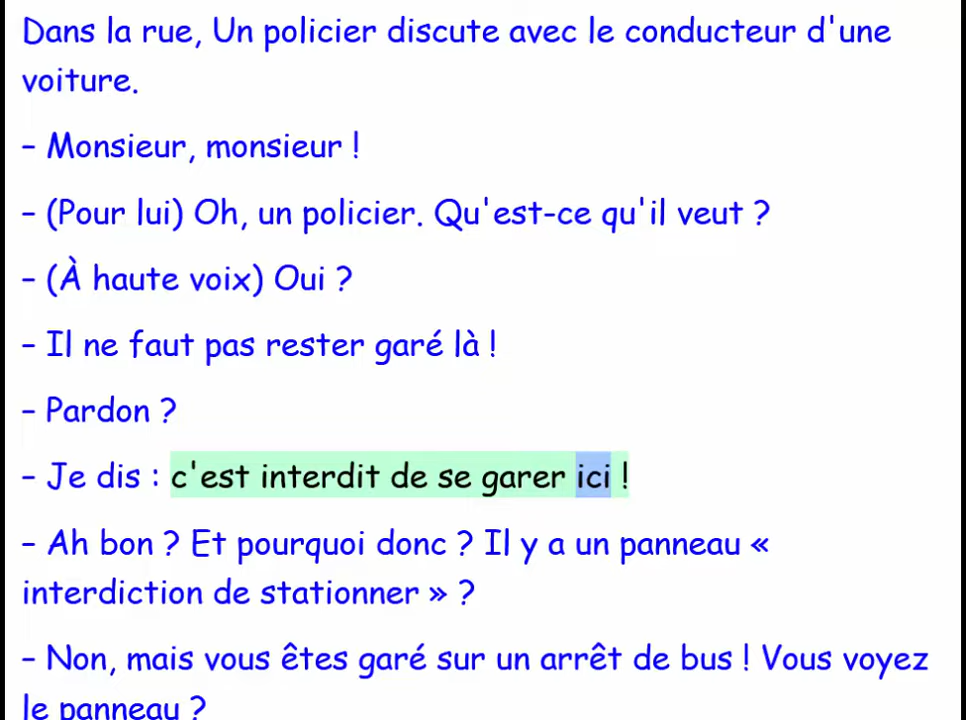 Dans la rue, Un policier discute avec le conducteur d'une
voiture.
– Monsieur, monsieur !
– (Pour lui) Oh, un policier. Qu'est-ce qu'il veut ?
– (À haute voix) Oui ?
– Il ne faut pas rester garé là !
– Pardon ?
– Je dis : c'est interdit de se garer ici !
– Ah bon ? Et pourquoi donc ? Il y a un panneau «
interdiction de stationner » ?
– Non, mais vous êtes garé sur un arrêt de bus ! Vous voyez
le panneau ?